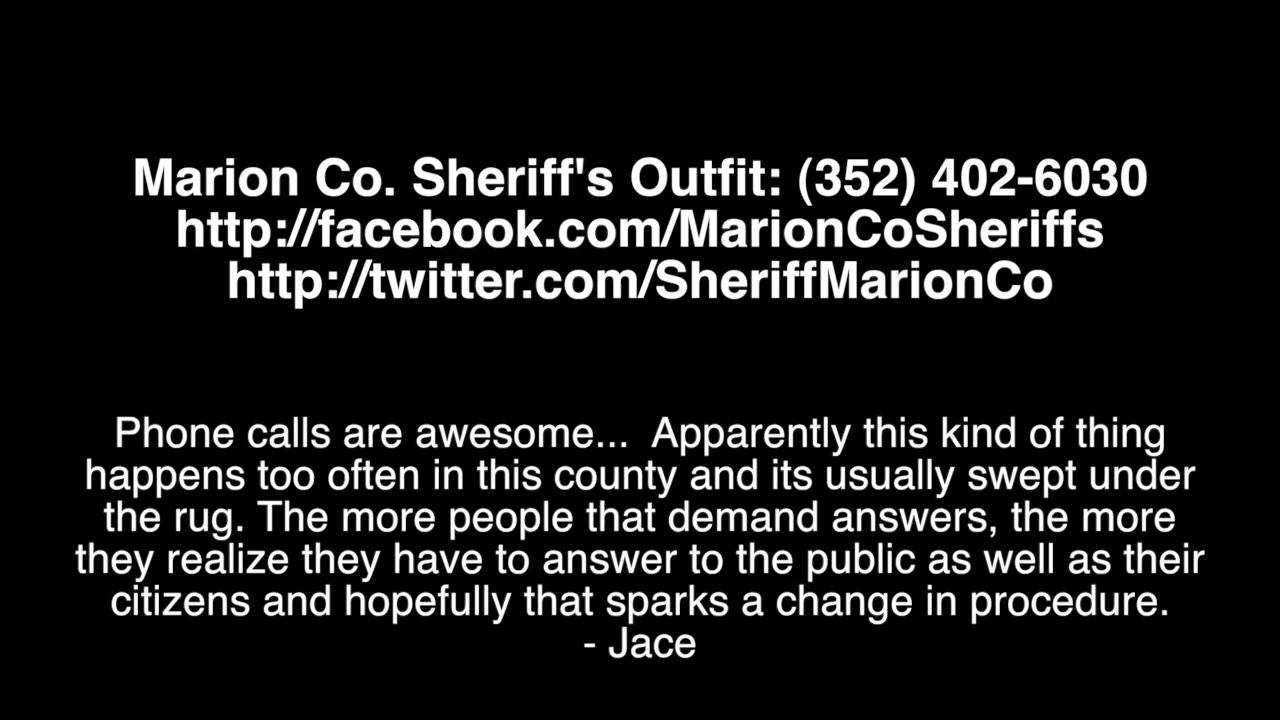 Marion Co. Sheriff's Outfit: (352) 402-6030
http://facebook.com/MarionCoSheriffs
http://twitter.com/SheriffMarionCo
Phone calls are awesome...  Apparently this kind of thing
happens too often in this county and its usually swept under
the rug. The more people that demand answers, the more
they realize they have to answer to the public as well as their
citizens and hopefully that sparks a change in procedure.
- Jace